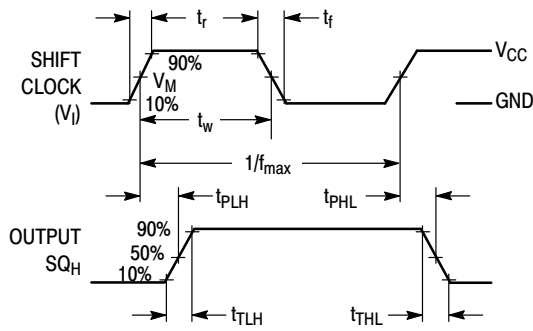 tr
tf
SHIFT
CLOCK
(VI)
90%
VM
10%
VCC
GND
tw
1/fmax
tPLH
tPHL
OUTPUT
SQH
90%
50%
10%
tTLH
tTHL